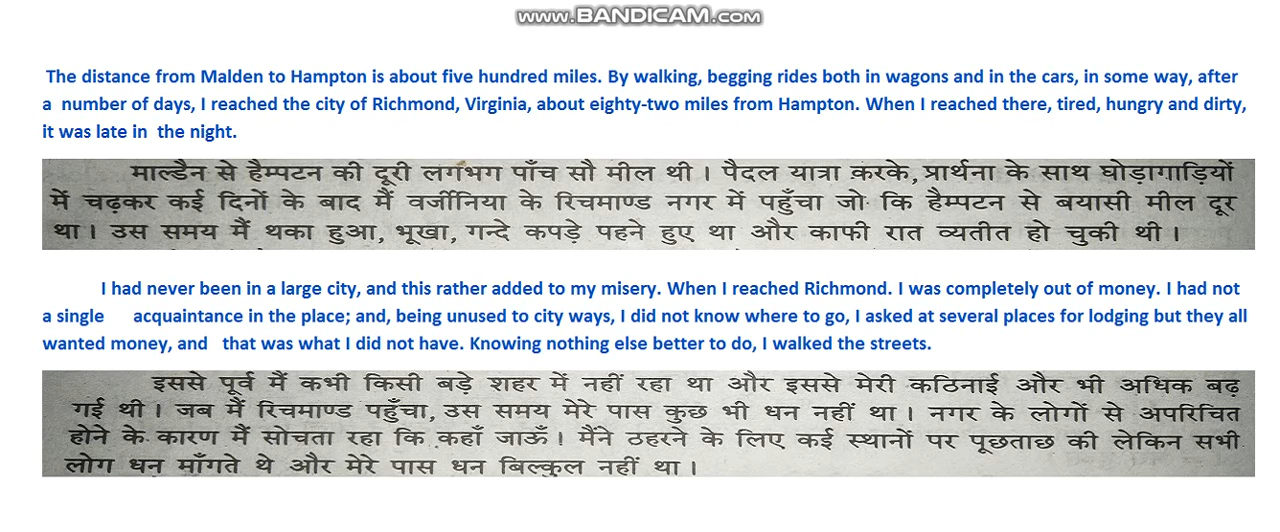 www.BANDICAM.com
The distance from Malden to Hampton is about five hundred miles. By walking, begging rides both in wagons and in the cars, in some way, after
a number of days, I reached the city of Richmond, Virginia, about eighty-two miles from Hampton. When I reached there, tired, hungry and dirty,
it was late in the night.
माल्डैन से हैम्पटन की दूरी लगभग पाँच सौ मील थी । पैदल यात्रा करके, प्रार्थना के साथ घोड़ागाड़ियों
में चढ़कर कई दिनों के बाद मैं वर्जीनिया के रिचमाण्ड नगर में पहुँचा जो कि हैम्पटन से बयासी मील दूर
था । उस समय मैं थका हुआ, भूखा, गन्दे कपड़े पहने हुए था और काफी रात व्यतीत हो चुकी थी ।
I had never been in a large city, and this rather added to my misery. When I reached Richmond. I was completely out of money. I had not
a single acquaintance in the place; and, being unused to city ways, I did not know where to go, I asked at several places for lodging but they all
wanted money, and that was what I did not have. Knowing nothing else better to do, I walked the streets.
इससे पूर्व मैं कभी किसी बड़े शहर में नहीं रहा था और इससे मेरी कठिनाई और भी अधिक बढ़
गई थी । जब मैं रिचमाण्ड पहुँचा, उस समय मेरे पास कुछ भी धन नहीं था । नगर के लोगों से अपरिचित
होने के कारण मैं सोचता रहा कि कहाँ जाऊँ । मैंने ठहरने के लिए कई स्थानों पर पूछताछ की लेकिन सभी
लोग धन माँगते थे और मेरे पास धन बिल्कुल नहीं था ।